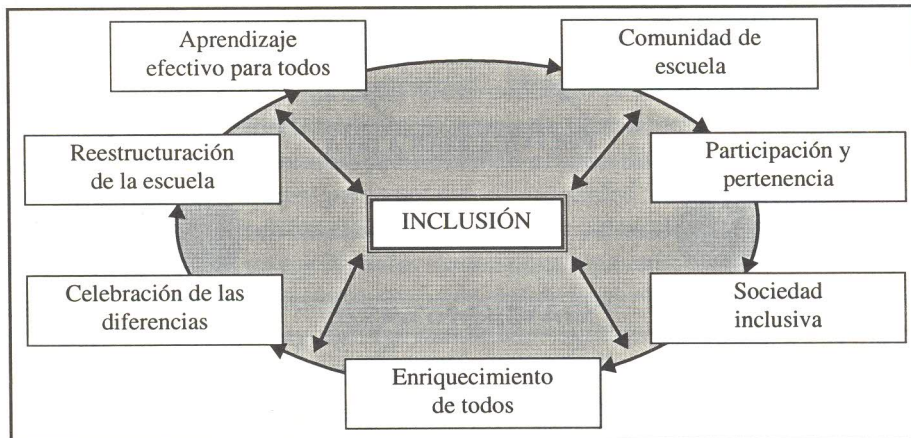 Aprendizaje
efectivo para todos
Comunidad de
escuela
Reestructuración
de la escuela
Participación y
pertenencia
INCLUSIÓN
Celebración de las
diferencias
Sociedad
inclusiva
Enriquecimiento
de todos